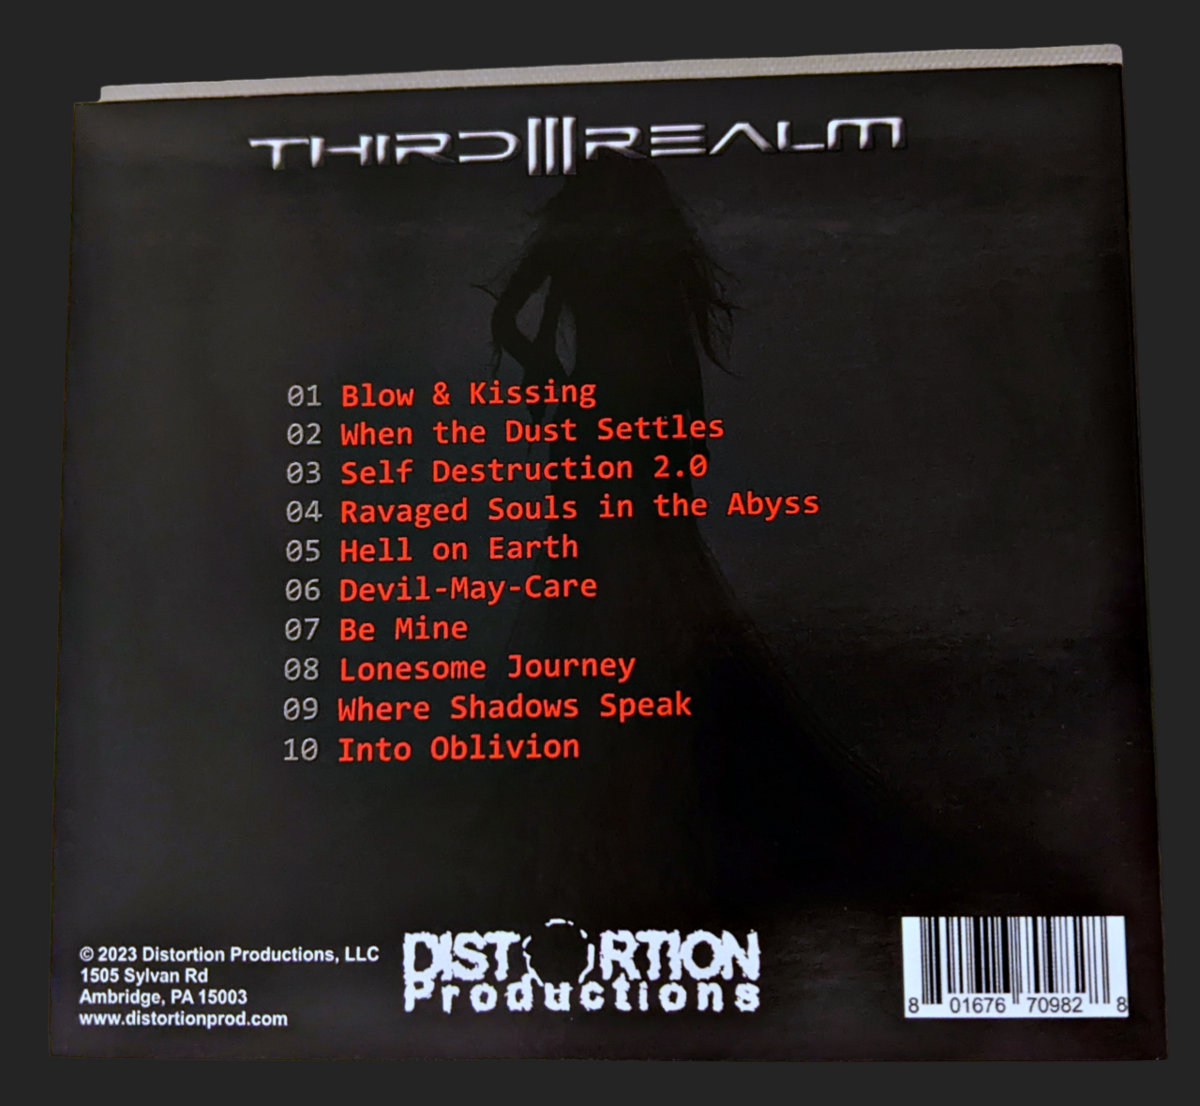 THIRD REALM
01 Blow & Kissing
02 When the Dust Settles
03 Self Destruction 2.0
04 Ravaged Souls in the Abyss
05 Hell on Earth
06 Devil-May-Care
07 Be Mine
08 Lonesome Journey
09 Where Shadows Speak
10 Into Oblivion
© 2023 Distortion Productions, LLC
1505 Sylvan Rd
Ambridge, PA 15003
www.distortionprod.com
DISTORTION
Productions
8 01676 70982 8